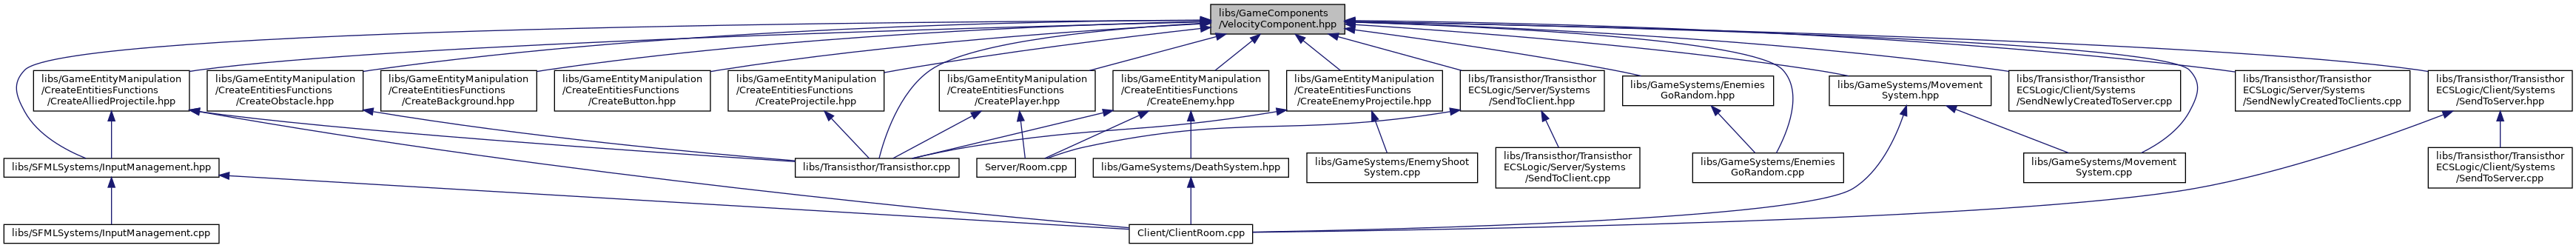 libs/GameComponents
/VelocityComponent.hpp
libs/GameEntityManipulation
/CreateEntitiesFunctions
/CreateAlliedProjectile.hpp
libs/GameEntityManipulation
/CreateEntitiesFunctions
/CreateObstacle.hpp
libs/GameEntityManipulation
/CreateEntitiesFunctions
/CreateBackground.hpp
libs/GameEntityManipulation
/CreateEntitiesFunctions
/CreateButton.hpp
libs/GameEntityManipulation
/CreateEntitiesFunctions
/CreateProjectile.hpp
libs/GameEntityManipulation
/CreateEntitiesFunctions
/CreatePlayer.hpp
libs/GameEntityManipulation
/CreateEntitiesFunctions
/CreateEnemy.hpp
libs/GameEntityManipulation
/CreateEntitiesFunctions
/CreateEnemyProjectile.hpp
libs/Transisthor/Transisthor
ECSLogic/Server/Systems
/SendToClient.hpp
libs/GameSystems/Enemies
GoRandom.hpp
libs/GameSystems/Movement
System.hpp
libs/Transisthor/Transisthor
ECSLogic/Client/Systems
/SendNewlyCreatedToServer.cpp
libs/Transisthor/Transisthor
ECSLogic/Server/Systems
/SendNewlyCreatedToClients.cpp
libs/Transisthor/Transisthor
ECSLogic/Client/Systems
/SendToServer.hpp
libs/SFMLSystems/InputManagement.hpp
libs/Transisthor/Transisthor.cpp
Server/Room.cpp
libs/GameSystems/DeathSystem.hpp
libs/GameSystems/EnemyShoot
System.cpp
libs/Transisthor/Transisthor
ECSLogic/Server/Systems
/SendToClient.cpp
libs/GameSystems/Enemies
GoRandom.cpp
libs/GameSystems/Movement
System.cpp
libs/Transisthor/Transisthor
ECSLogic/Client/Systems
/SendToServer.cpp
libs/SFMLSystems/InputManagement.cpp
Client/ClientRoom.cpp